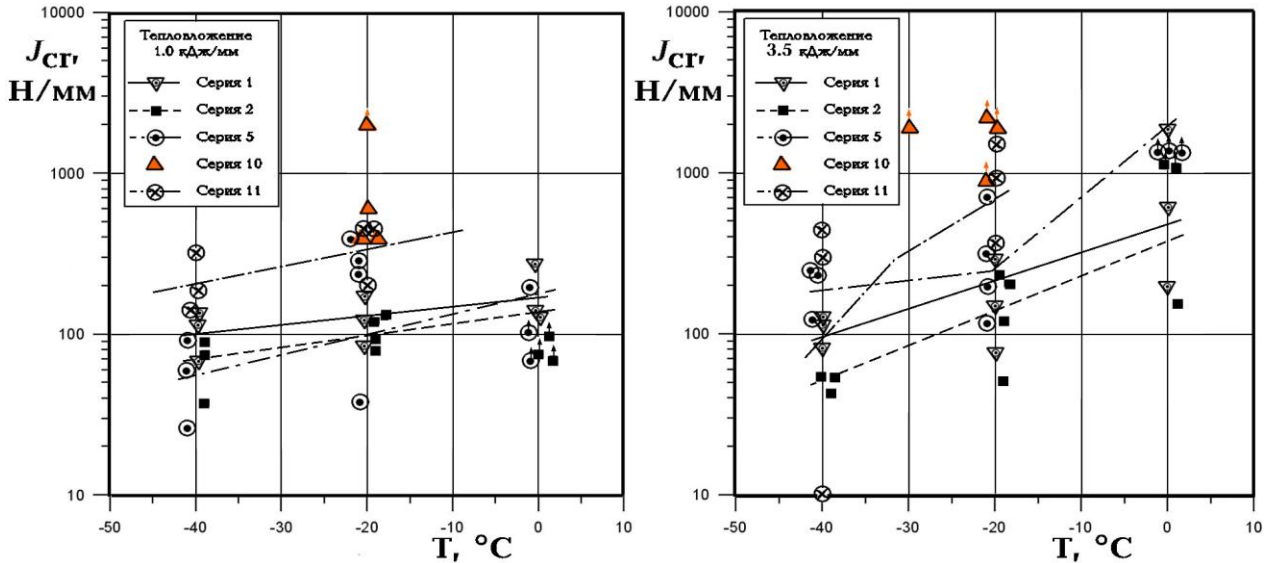 10000
Jcr,
Н/мм
1000
100
10
Тепловложение
1.0 кДж/мм
Серия 1
Серия 2
Серия 5
Серия 10
Серия 11
-50 -40 -30 -20 -10 0 10
T, °C
10000
Jcr,
Н/мм
1000
100
10
Тепловложение
3.5 кДж/мм
Серия 1
Серия 2
Серия 5
Серия 10
Серия 11
-50 -40 -30 -20 -10 0 10
T, °C